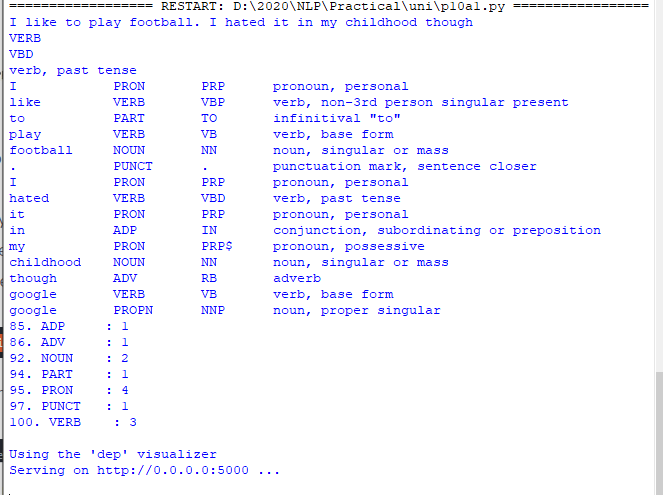 ================== RESTART: D:\2020\NLP\Practical\uni\p10a1.py =================
I like to play football. I hated it in my childhood though
VERB
VBD
verb, past tense
I PRON PRP pronoun, personal
like VERB VBP verb, non-3rd person singular present
to PART TO infinitival "to"
play VERB VB verb, base form
football NOUN NN noun, singular or mass
. PUNCT . punctuation mark, sentence closer
I PRON PRP pronoun, personal
hated VERB VBD verb, past tense
it PRON PRP pronoun, personal
in ADP IN conjunction, subordinating or preposition
my PRON PRP$ pronoun, possessive
childhood NOUN NN noun, singular or mass
though ADV RB adverb
google VERB VB verb, base form
google PROPN NNP noun, proper singular
85. ADP : 1
86. ADV : 1
92. NOUN : 2
94. PART : 1
95. PRON : 4
97. PUNCT : 1
100. VERB : 3
Using the 'dep' visualizer
Serving on http://0.0.0.0:5000 ...